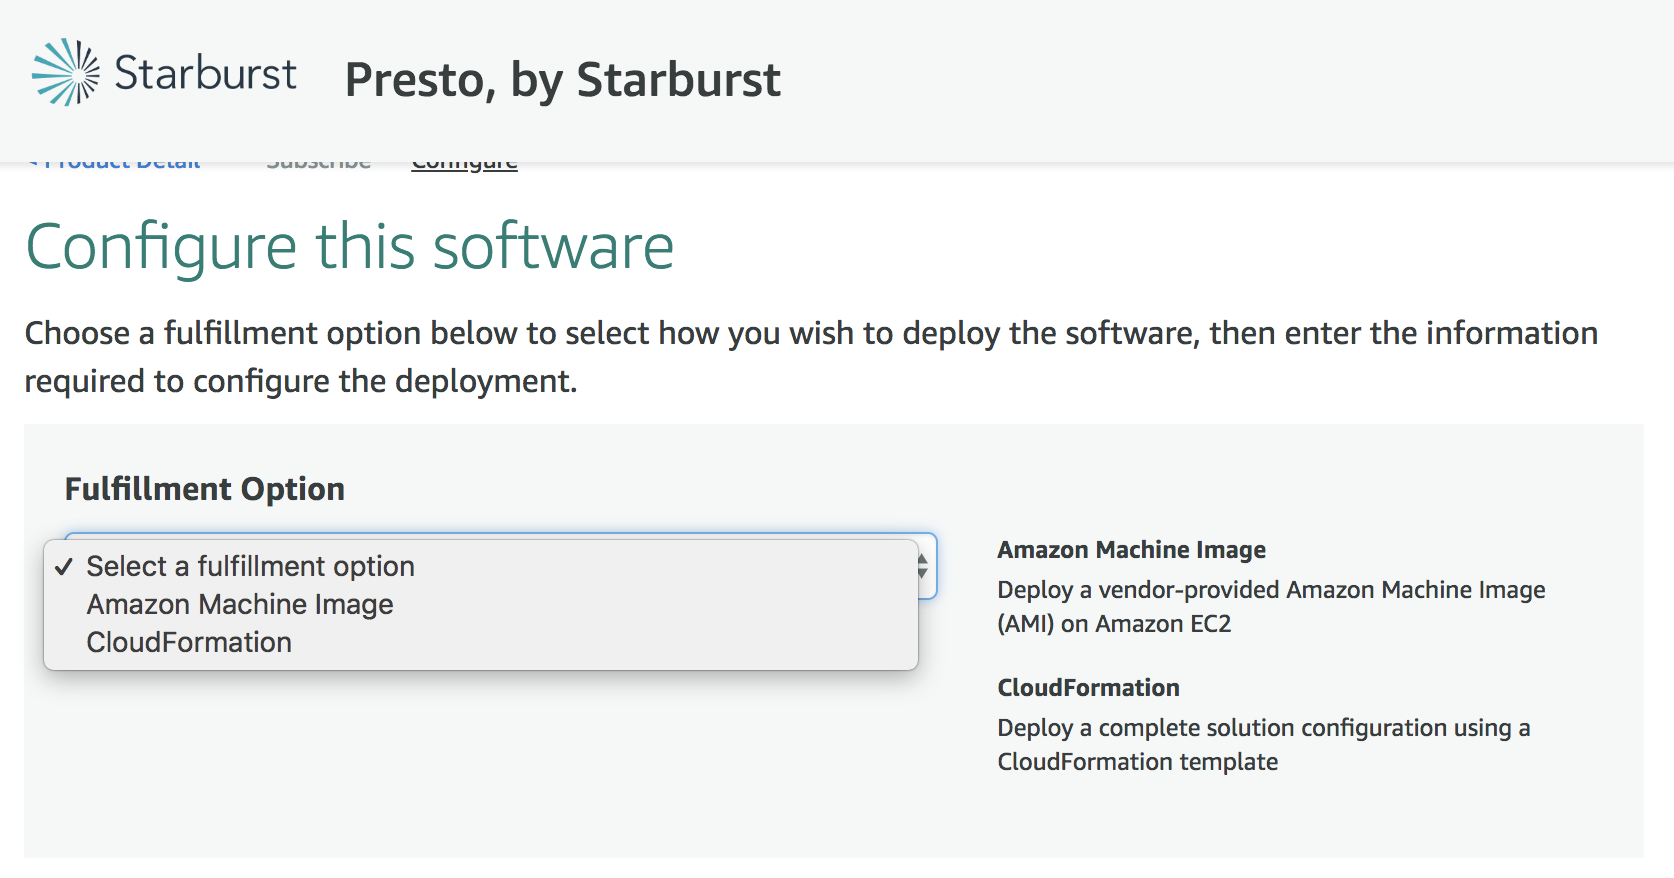 Starburst Presto, by Starburst
< Product Detail Subscribe Configure
Configure this software
Choose a fulfillment option below to select how you wish to deploy the software, then enter the information
required to configure the deployment.
Fulfillment Option
✓ Select a fulfillment option
Amazon Machine Image
CloudFormation
Amazon Machine Image
Deploy a vendor-provided Amazon Machine Image
(AMI) on Amazon EC2
CloudFormation
Deploy a complete solution configuration using a
CloudFormation template